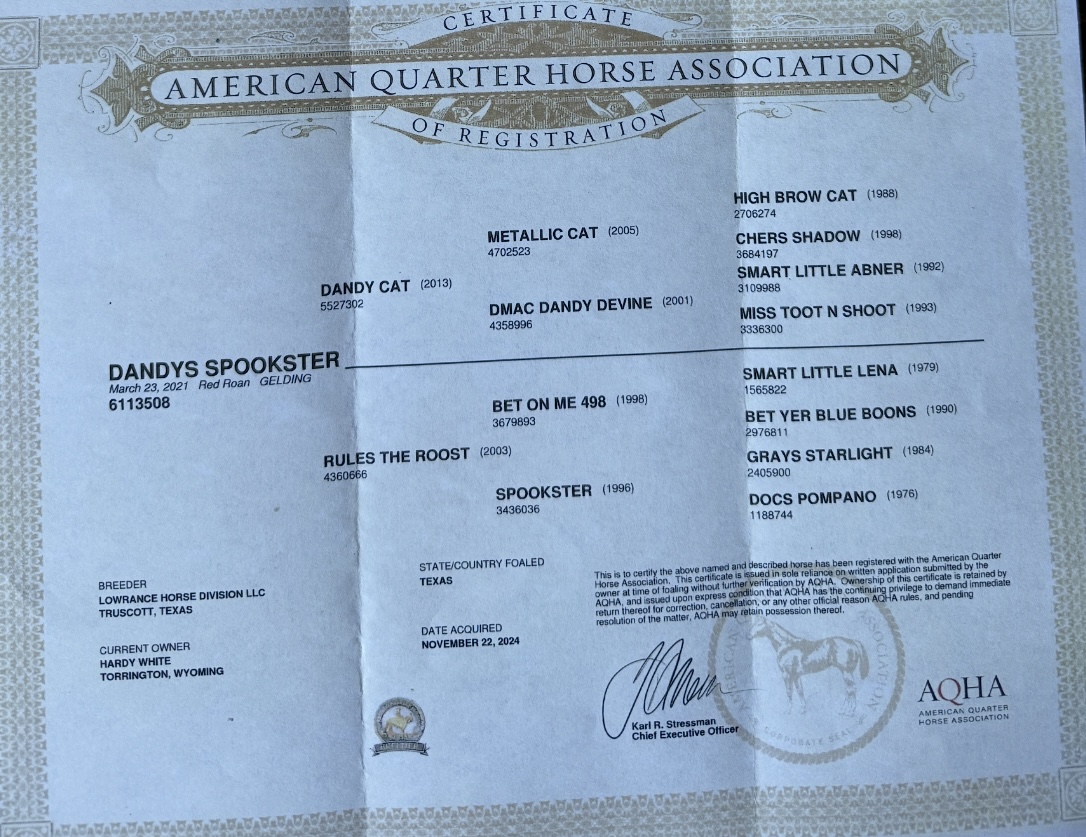 CERTIFICATE
AMERICAN QUARTER HORSE ASSOCIATION
OF REGISTRATION
HIGH BROW CAT (1988)
2706274
METALLIC CAT (2005)
4702523
CHERS SHADOW (1998)
3684197
DANDY CAT (2013)
5527302
SMART LITTLE ABNER (1992)
3109988
DMAC DANDY DEVINE (2001)
4358996
MISS TOOT N SHOOT (1993)
3336300
DANDYS SPOOKSTER
March 23, 2021 Red Roan GELDING
6113508
SMART LITTLE LENA (1979)
1565822
BET ON ME 498 (1998)
3679893
BET YER BLUE BOONS (1990)
2976811
RULES THE ROOST (2003)
4360666
GRAYS STARLIGHT (1984)
2405900
SPOOKSTER (1996)
3436036
DOCS POMPANO (1976)
1188744
BREEDER
LOWRANCE HORSE DIVISION LLC
TRUSCOTT, TEXAS
CURRENT OWNER
HARDY WHITE
TORRINGTON, WYOMING
STATE/COUNTRY FOALED
TEXAS
DATE ACQUIRED
NOVEMBER 22, 2024
This is to certify the above named and described horse has been registered with the American Quarter
Horse Association. This certificate is issued in sole reliance on written application submitted by the
owner at time of foaling without further verification by AQHA. Ownership of this certificate is retained by
AQHA, and issued upon express condition that AQHA has the continuing privilege to demand immediate
return thereof for correction, cancellation, or any other official reason AQHA rules, and pending
resolution of the matter, AQHA may retain possession thereof.
Karl R. Stressman
Chief Executive Officer
CORPORATE SEAL
AQHA
AMERICAN QUARTER
HORSE ASSOCIATION